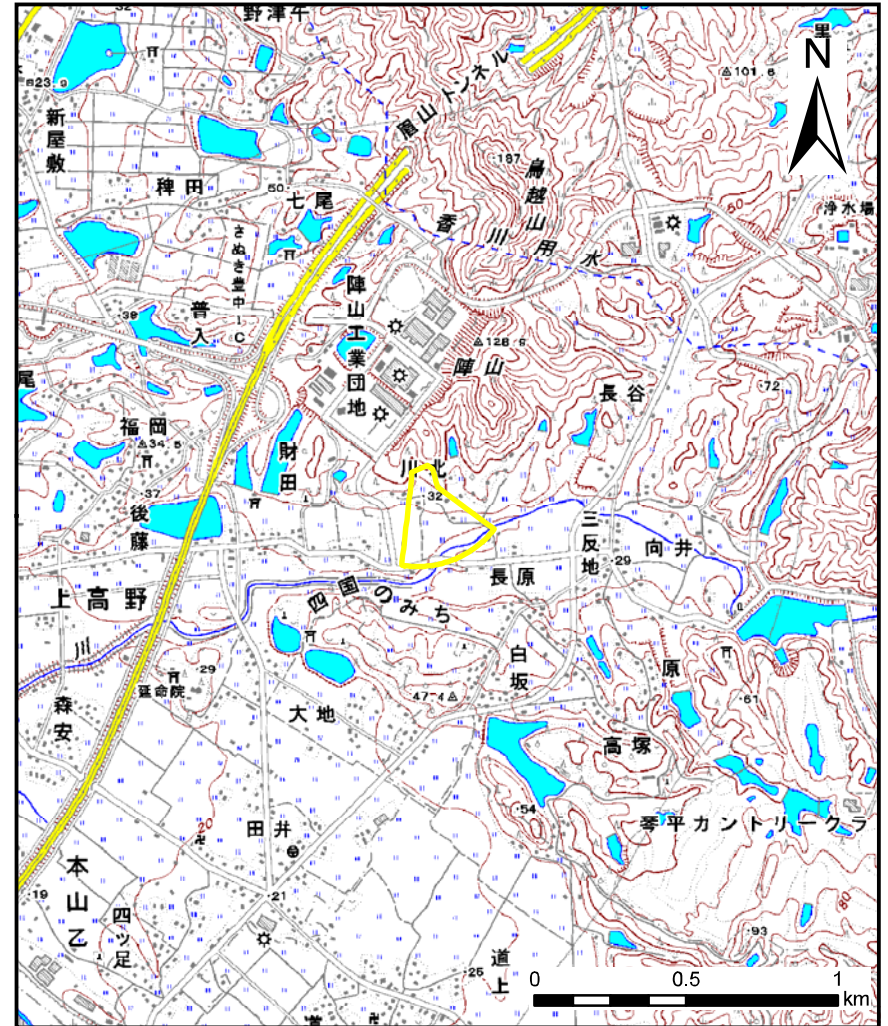 野津午
黒
N
23.9
101.8
新屋敷
眉山トンネル
187
鳥越山
稗田
50
七尾
香川用水
50
浄水場
さぬき豊中IC
陣山工業団地
39
普入
128.9
陣山
尾
長谷
72
福岡
34.5
財田
川北
32
37
後藤
三反地
向井
29
長原
上高野
四国のみち
川
29
延命院
白坂
原
森安
大地
47.4
61
高塚
54
琴平カントリークラ
20
田井
本山乙
19
四ツ足
21
80
93
道上
25
0
0.5
1
km